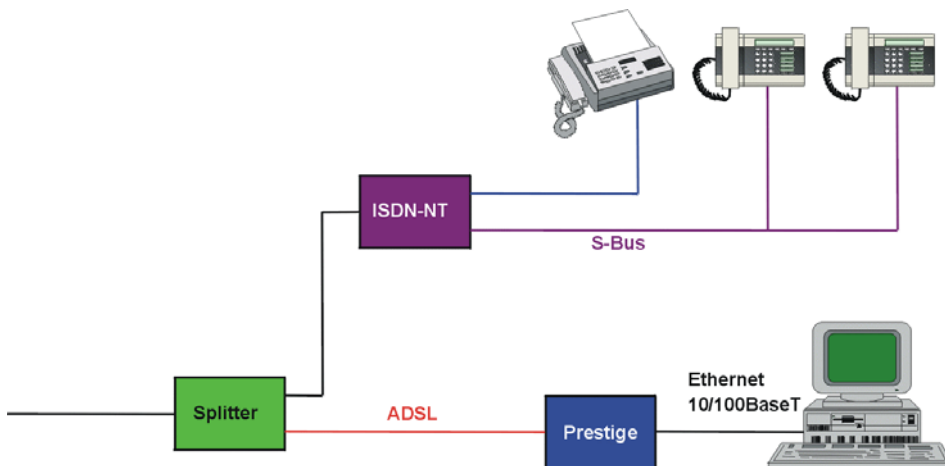 ISDN-NT
S-Bus
Splitter
ADSL
Prestige
Ethernet
10/100BaseT